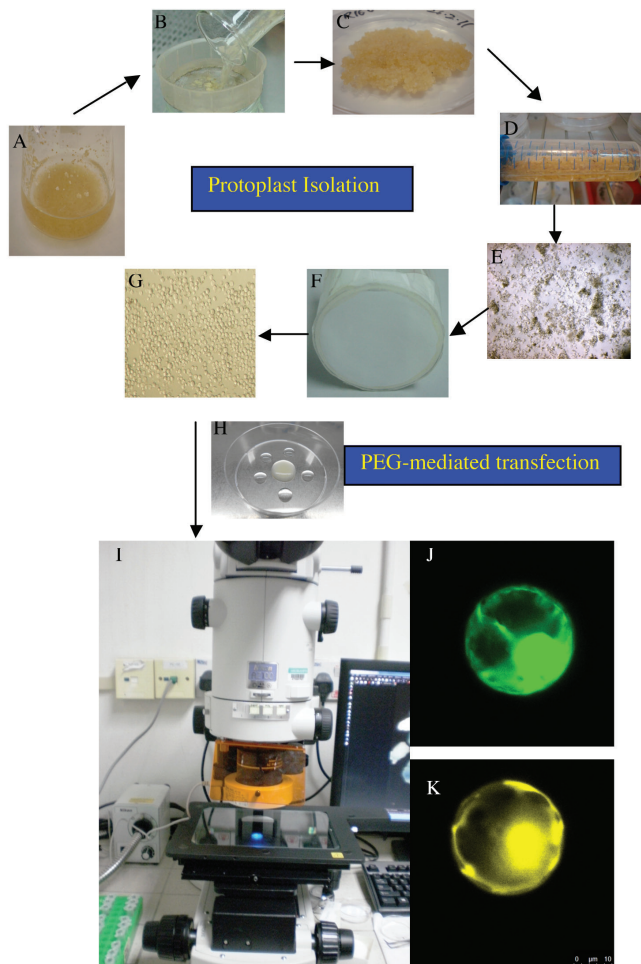 B
C
A
Protoplast Isolation
D
E
G
F
H
PEG-mediated transfection
I
J
K
0 µm 10